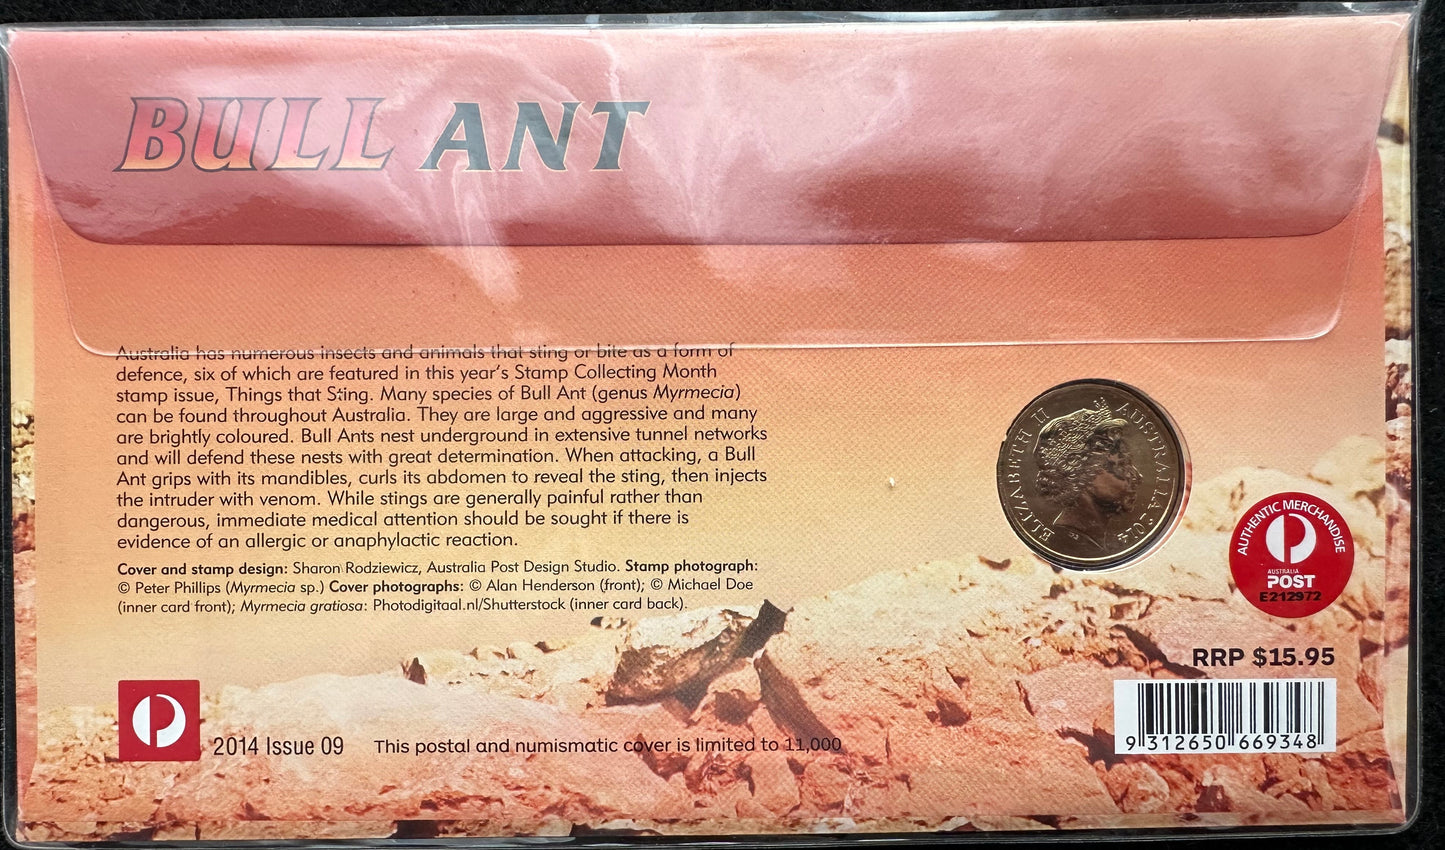 BULL ANT
Australia has numerous insects and animals that sting or bite as a form of
defence, six of which are featured in this year's Stamp Collecting Month
stamp issue, Things that Sting. Many species of Bull Ant (genus Myrmecia)
can be found throughout Australia. They are large and aggressive and many
are brightly coloured. Bull Ants nest underground in extensive tunnel networks
and will defend these nests with great determination. When attacking, a Bull
Ant grips with its mandibles, curls its abdomen to reveal the sting, then injects
the intruder with venom. While stings are generally painful rather than
dangerous, immediate medical attention should be sought if there is
evidence of an allergic or anaphylactic reaction.
Cover and stamp design: Sharon Rodziewicz, Australia Post Design Studio. Stamp photograph:
© Peter Phillips (Myrmecia sp.) Cover photographs: © Alan Henderson (front); © Michael Doe
(inner card front); Myrmecia gratiosa: Photodigitaal.nl/Shutterstock (inner card back).
ELIZABETH II AUSTRALIA 2014
AUTHENTIC MERCHANDISE
AUSTRALIA
POST
E212972
RRP $15.95
9 312650 669348
2014 Issue 09 This postal and numismatic cover is limited to 11,000